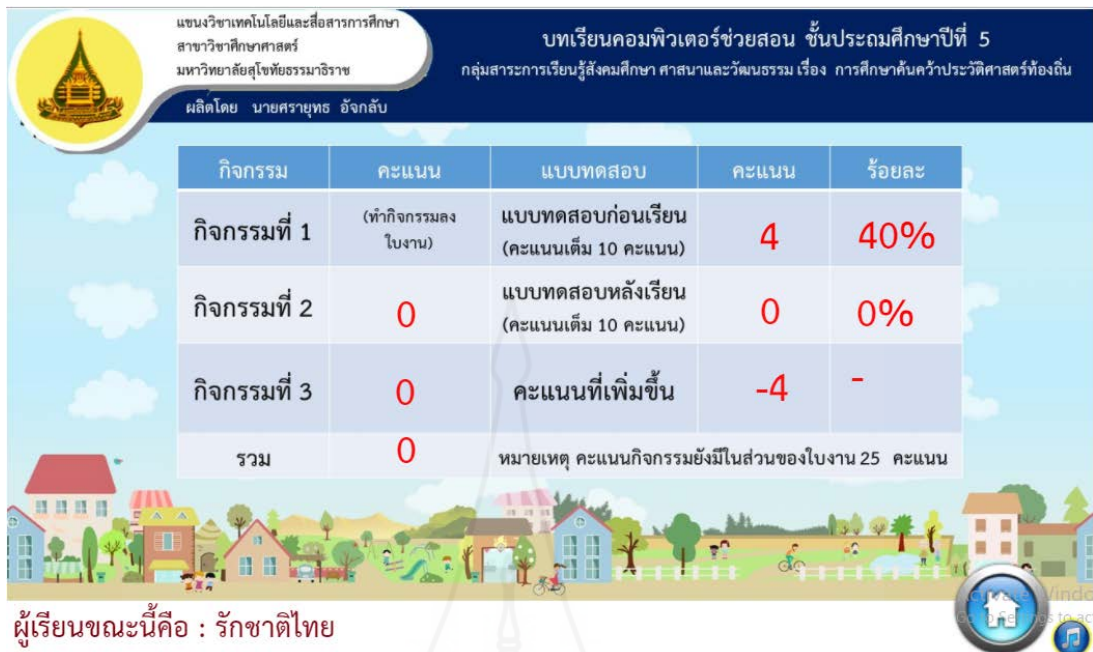 แขนงวิชาเทคโนโลยีและสื่อสารการศึกษา
สาขาวิชาศึกษาศาสตร์
มหาวิทยาลัยสุโขทัยธรรมาธิราช
ผลิตโดย นายศรายุทธ อัจกลับ
บทเรียนคอมพิวเตอร์ช่วยสอน ชั้นประถมศึกษาปีที่ 5
กลุ่มสาระการเรียนรู้สังคมศึกษา ศาสนาและวัฒนธรรม เรื่อง การศึกษาค้นคว้าประวัติศาสตร์ท้องถิ่น
กิจกรรม คะแนน แบบทดสอบ คะแนน ร้อยละ
กิจกรรมที่ 1
(ทำกิจกรรมลง
ใบงาน)
แบบทดสอบก่อนเรียน
(คะแนนเต็ม 10 คะแนน)
4 40%
กิจกรรมที่ 2 0
แบบทดสอบหลังเรียน
(คะแนนเต็ม 10 คะแนน)
0 0%
กิจกรรมที่ 3 0 คะแนนที่เพิ่มขึ้น -4 -
รวม 0 หมายเหตุ คะแนนกิจกรรมยังมีในส่วนของใบงาน 25 คะแนน
ผู้เรียนขณะนี้คือ : รักชาติไทย